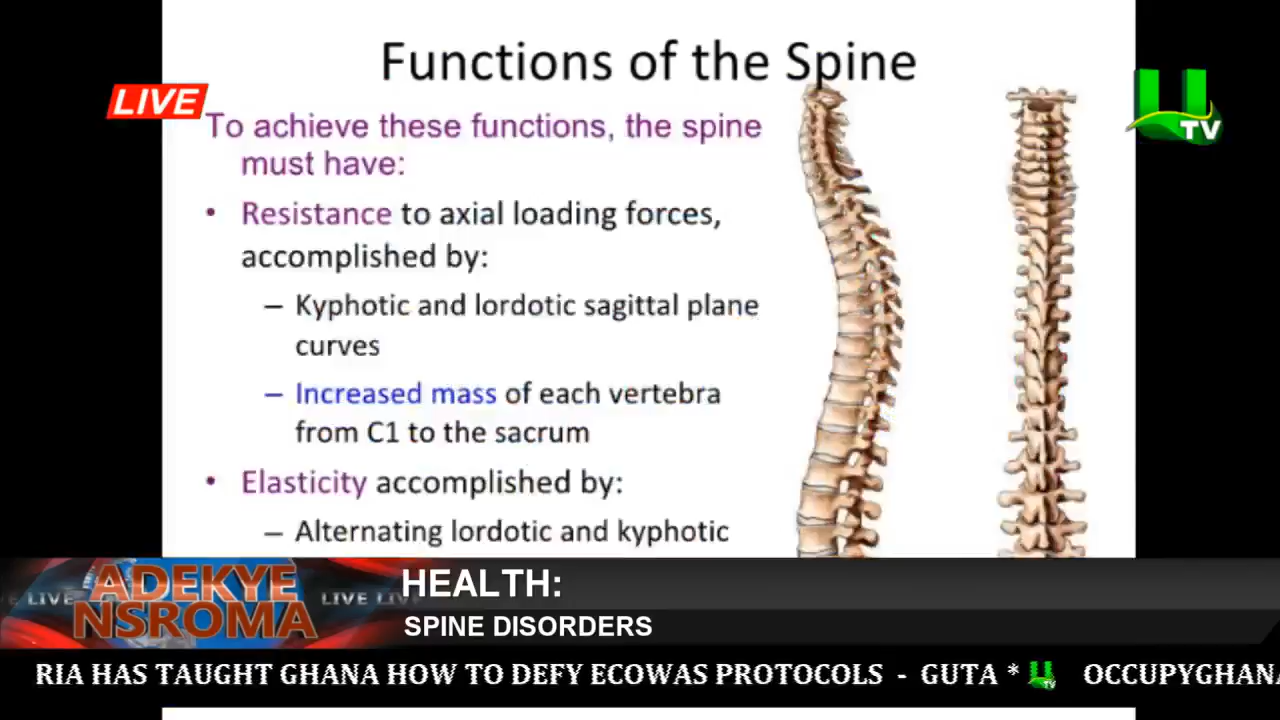 Functions of the Spine
LIVE
U
TV
To achieve these functions, the spine
must have:
• Resistance to axial loading forces,
accomplished by:
– Kyphotic and lordotic sagittal plane
curves
– Increased mass of each vertebra
from C1 to the sacrum
• Elasticity accomplished by:
– Alternating lordotic and kyphotic
ADEKYE
NSROMA
LIVE
LIVE
HEALTH:
SPINE DISORDERS
RIA HAS TAUGHT GHANA HOW TO DEFY ECOWAS PROTOCOLS - GUTA * U TV OCCUPYGHANA